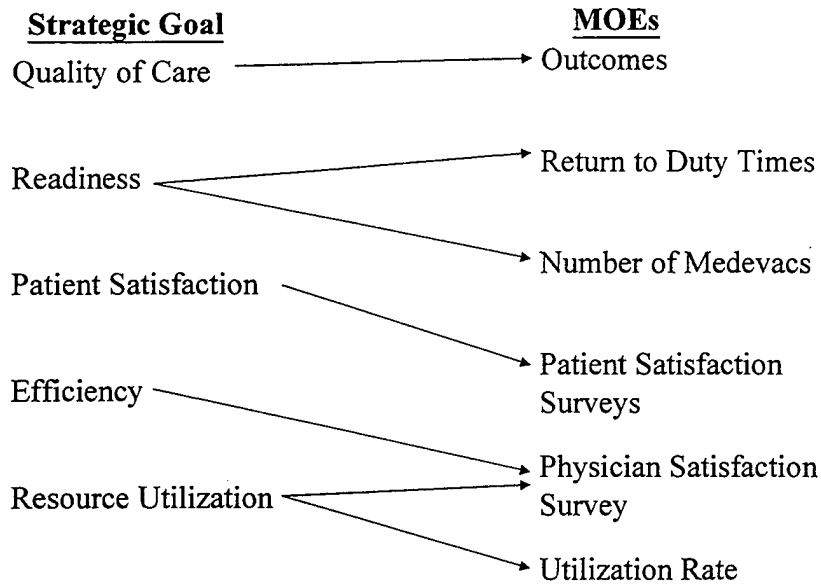 Strategic Goal
Quality of Care
Readiness
Patient Satisfaction
Efficiency
Resource Utilization
MOEs
Outcomes
Return to Duty Times
Number of Medevacs
Patient Satisfaction
Surveys
Physician Satisfaction
Survey
Utilization Rate